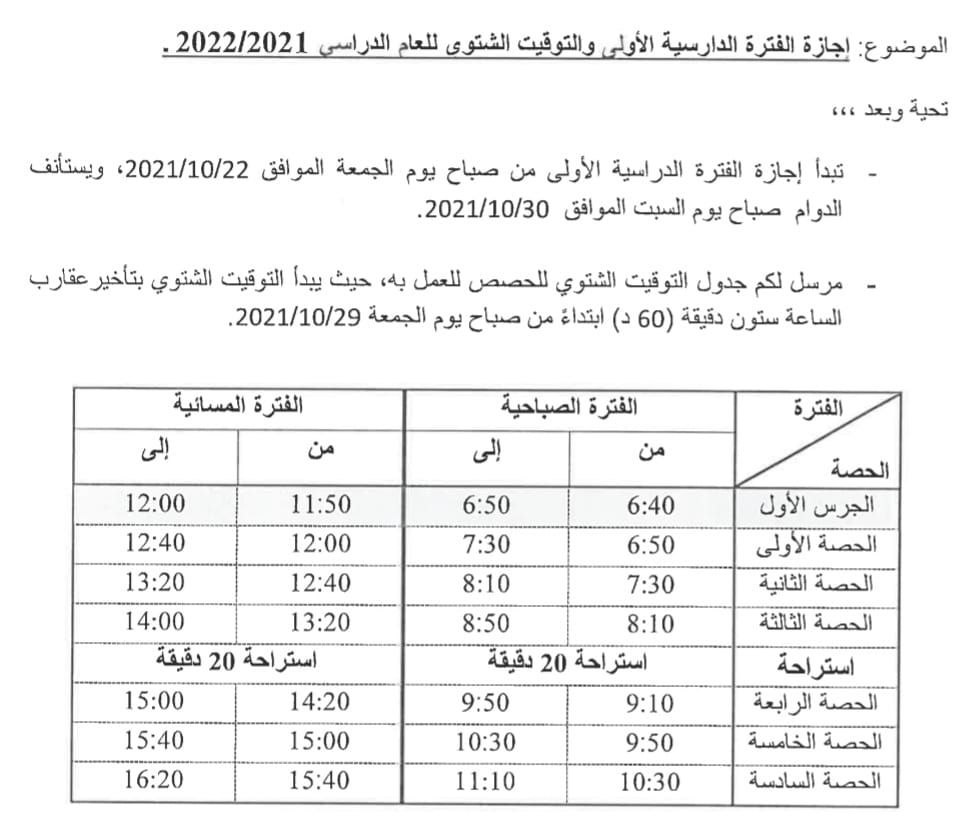 الموضوع: إجازة الفترة الدارسية الأولى والتوقيت الشتوي للعام الدراسي 2022/2021 .
تحية وبعد ،،،
- تبدأ إجازة الفترة الدراسية الأولى من صباح يوم الجمعة الموافق 2021/10/22، ويستأنف
الدوام صباح يوم السبت الموافق 2021/10/30.
- مرسل لكم جدول التوقيت الشتوي للحصص للعمل به، حيث يبدأ التوقيت الشتوي بتأخير عقارب
الساعة ستون دقيقة (60 د) ابتداءً من صباح يوم الجمعة 2021/10/29.
الفترة الفترة الصباحية الفترة المسائية
الحصة من إلى من إلى
الجرس الأول 6:40 6:50 11:50 12:00
الحصة الأولى 6:50 7:30 12:00 12:40
الحصة الثانية 7:30 8:10 12:40 13:20
الحصة الثالثة 8:10 8:50 13:20 14:00
استراحة استراحة 20 دقيقة استراحة 20 دقيقة
الحصة الرابعة 9:10 9:50 14:20 15:00
الحصة الخامسة 9:50 10:30 15:00 15:40
الحصة السادسة 10:30 11:10 15:40 16:20